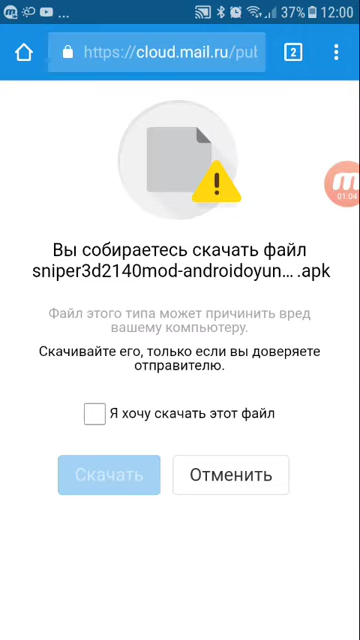 37% 12:00
https://cloud.mail.ru/pub
2
01:04
Вы собираетесь скачать файл
sniper3d2140mod-androidoyun... .apk
Файл этого типа может причинить вред
вашему компьютеру.
Скачивайте его, только если вы доверяете
отправителю.
Я хочу скачать этот файл
Скачать
Отменить